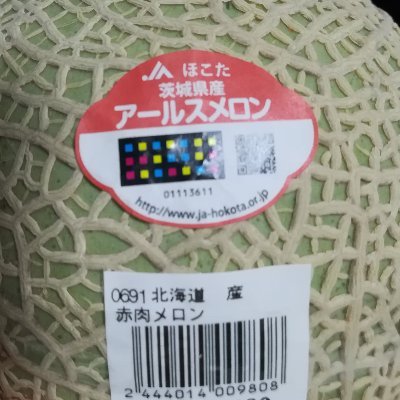 JA ほこた
茨城県産
アールスメロン
01113611
http://www.ja-hokota.or.jp
0691 北海道 産
赤肉メロン
2 444014 009808